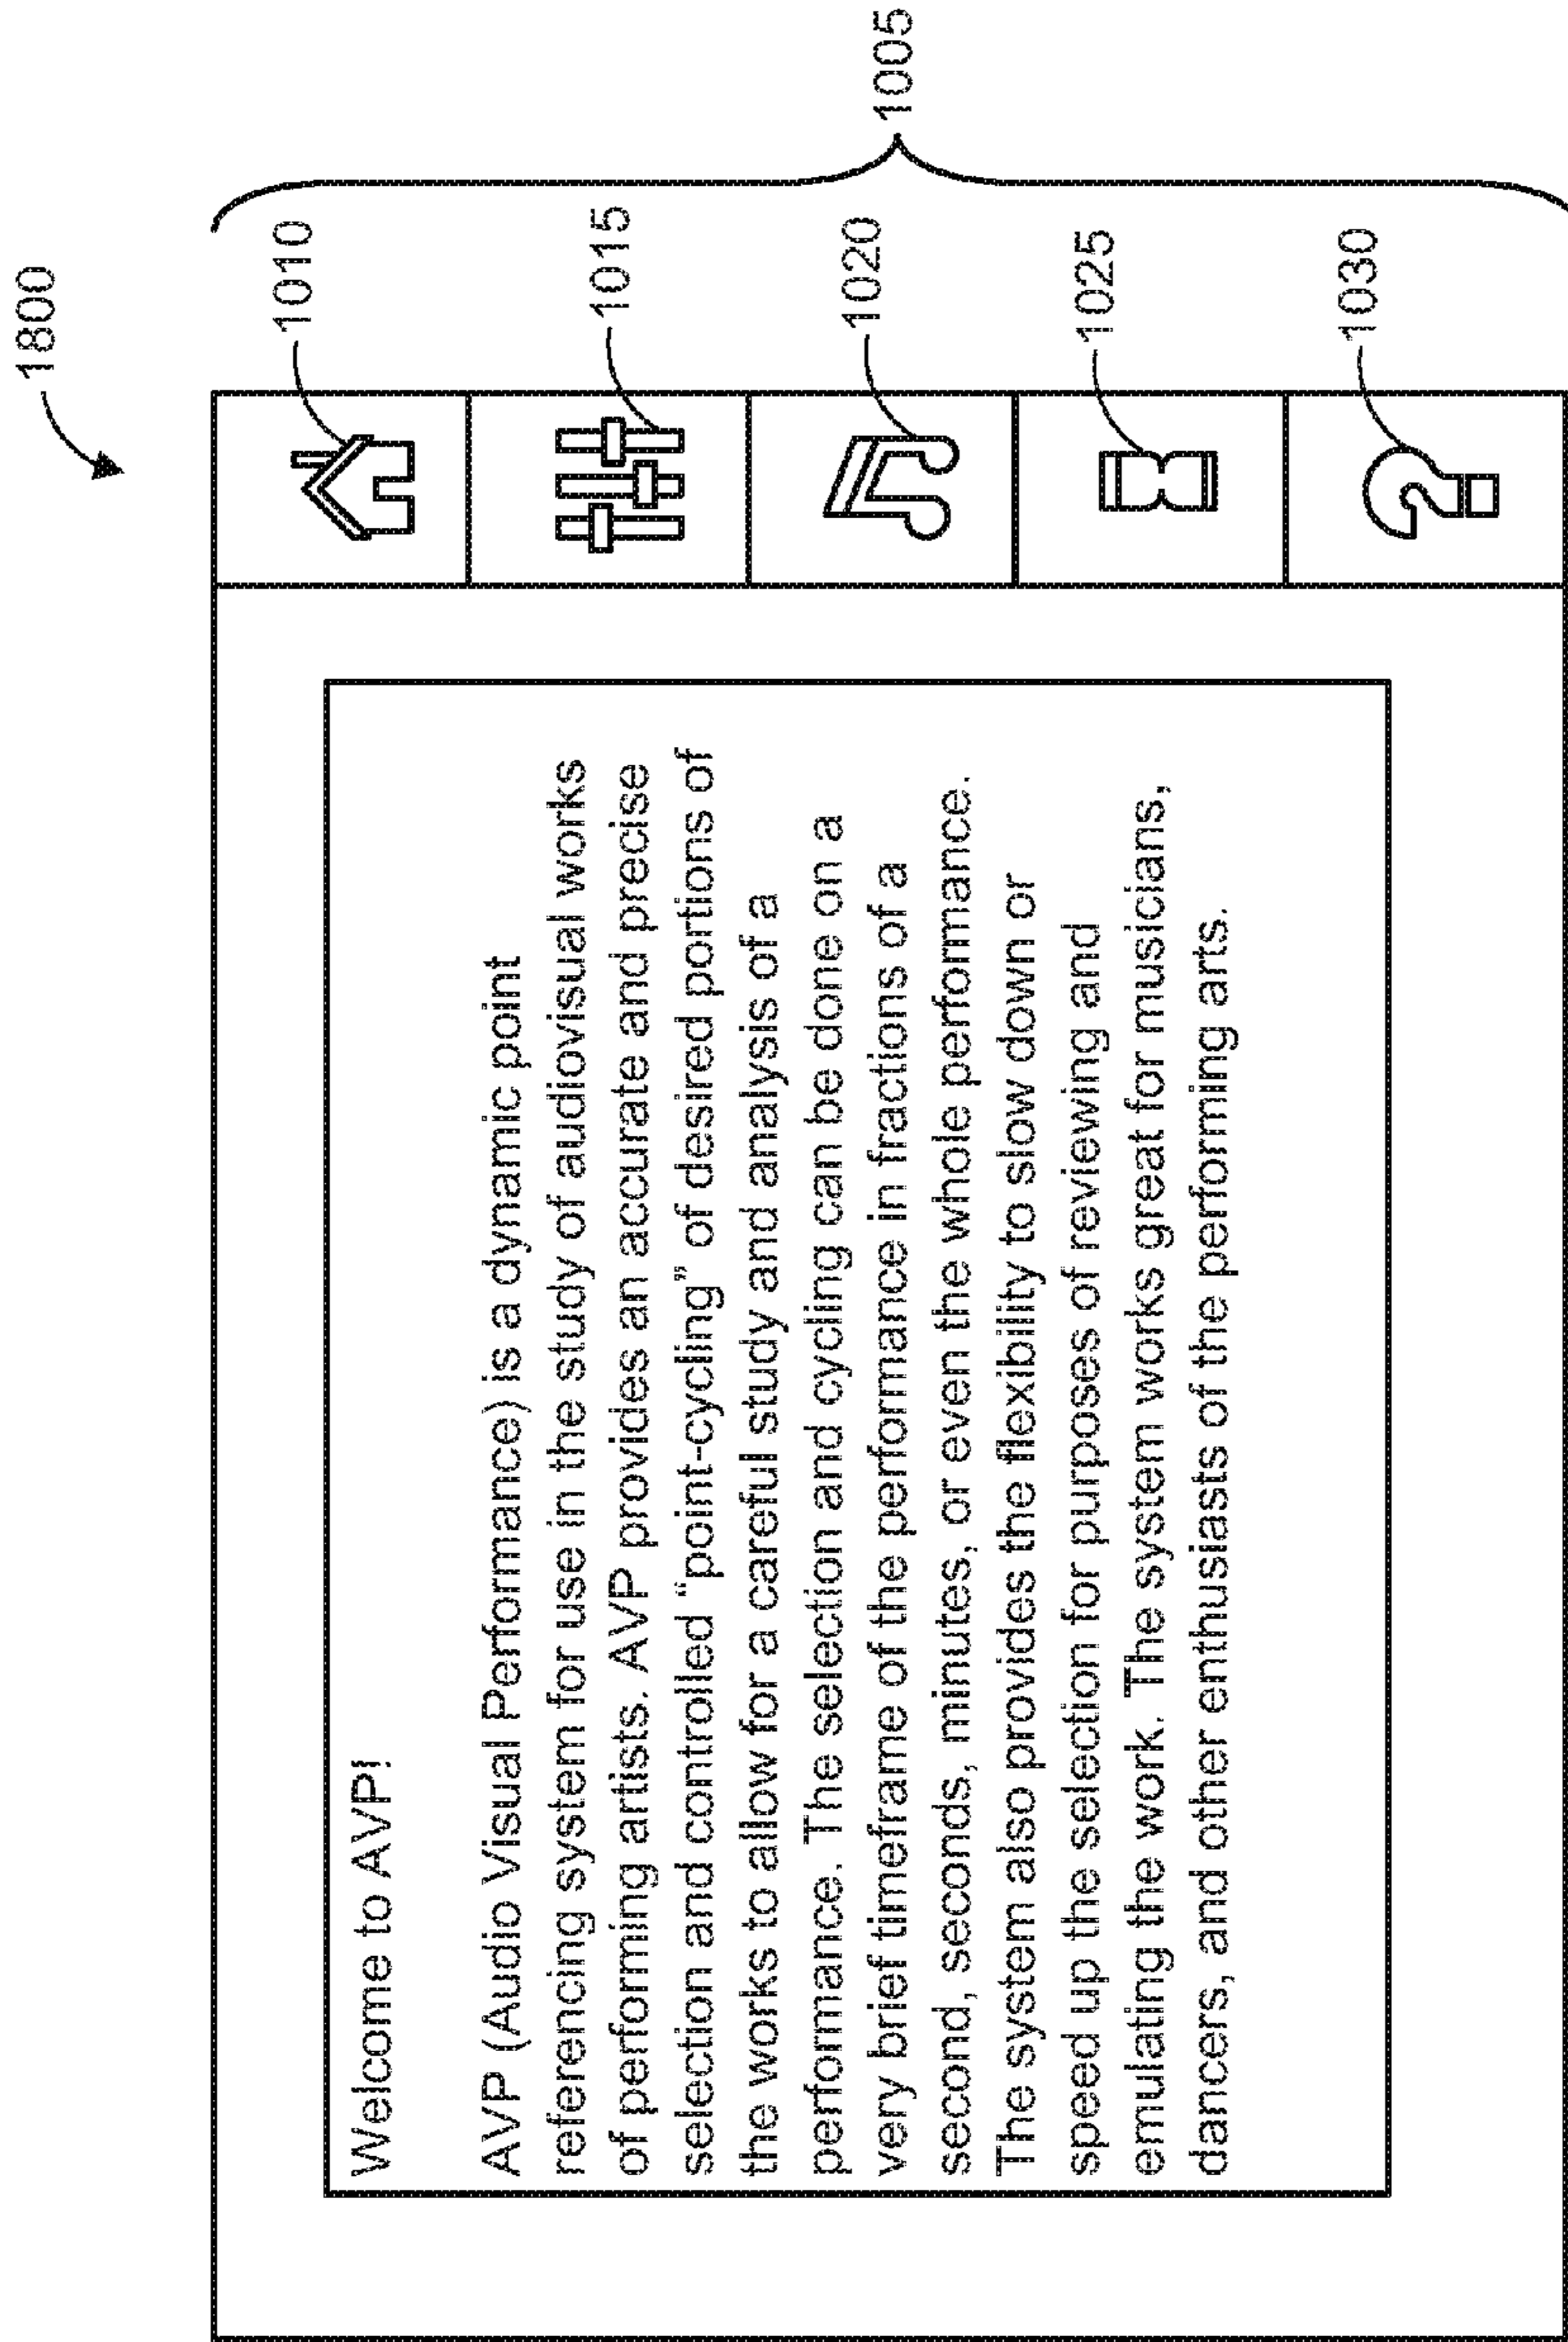 1800
Welcome to AVP!
AVP (Audio Visual Performance) is a dynamic point
referencing system for use in the study of audiovisual works
of performing artists. AVP provides an accurate and precise
selection and controlled "point-cycling" of desired portions of
the works to allow for a careful study and analysis of a
performance. The selection and cycling can be done on a
very brief timeframe of the performance in fractions of a
second, seconds, minutes, or even the whole performance.
The system also provides the flexibility to slow down or
speed up the selection for purposes of reviewing and
emulating the work. The system works great for musicians,
dancers, and other enthusiasts of the performing arts.
1010
1015
1020
1025
1030
1005